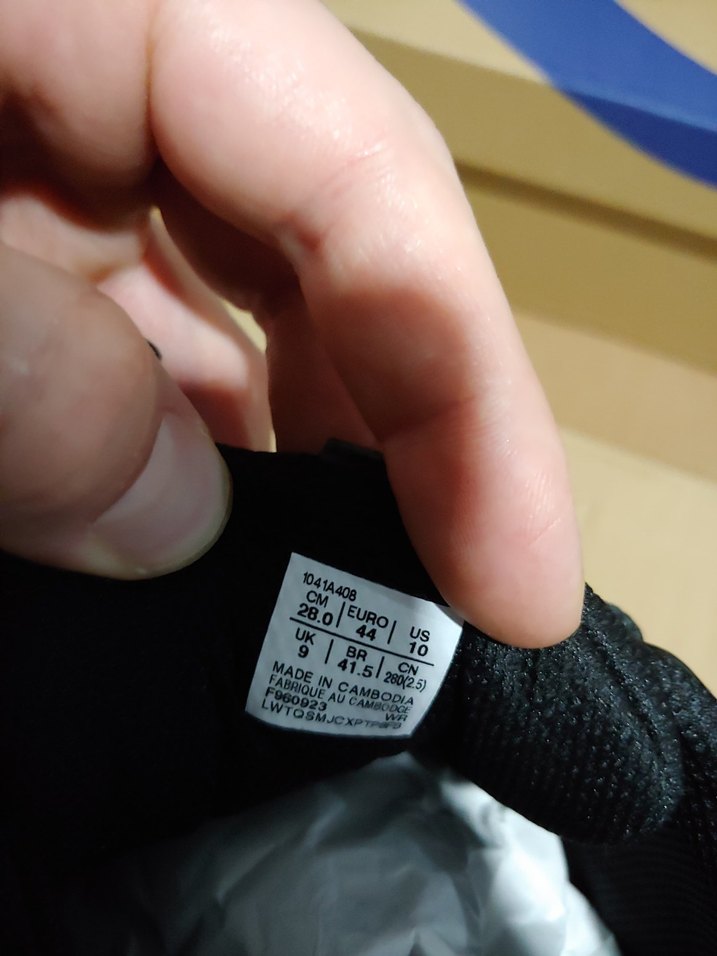 1041A408
CM 28.0 | EURO 44 | US 10
UK 9 | BR 41.5 | CN 280(2.5)
MADE IN CAMBODIA
FABRIQUE AU CAMBODGE
F960923 WR